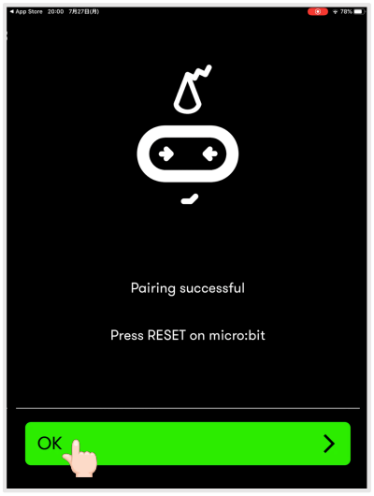 ◀ App Store 20:00 7月27日(月) 78%
Pairing successful
Press RESET on micro:bit
OK